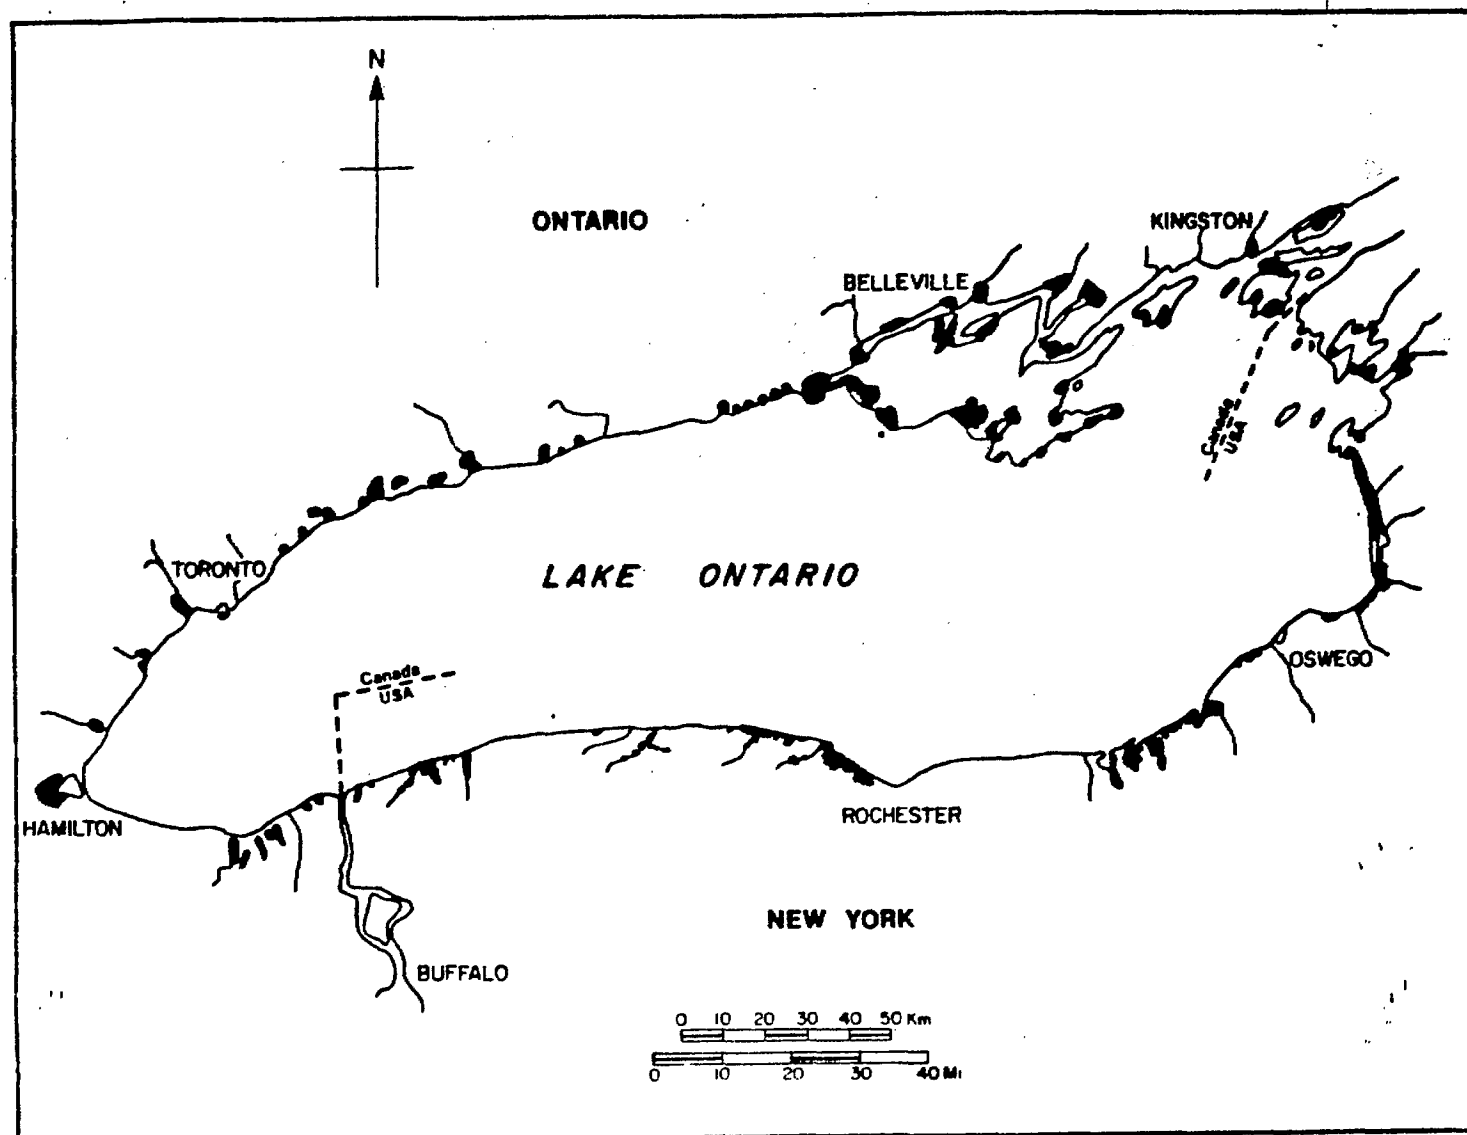 N
ONTARIO
KINGSTON
BELLEVILLE
Canada
USA
TORONTO
LAKE ONTARIO
Canada
USA
OSWEGO
HAMILTON
ROCHESTER
NEW YORK
BUFFALO
0 10 20 30 40 50 Km
0 10 20 30 40 Mi